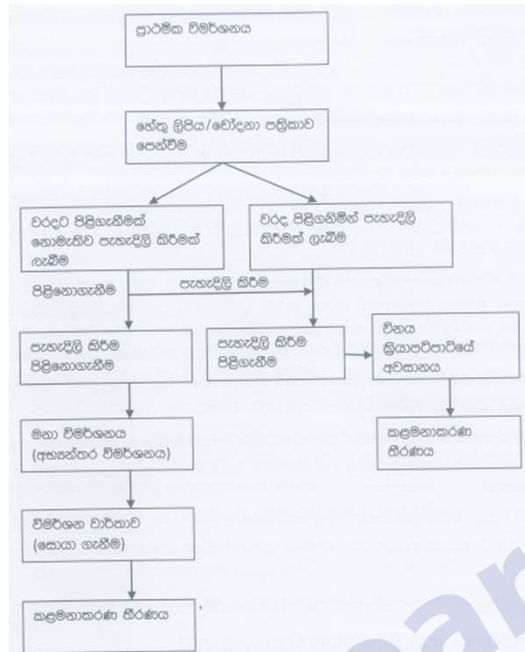 ප්‍රාථමික විමර්ශනය
හේතු ලිපිය/චෝදනා පත්‍රිකාව
පෙන්වීම
වරදට පිළිගැනීමක්
නොමැතිව පැහැදිලි කිරීමක්
ලැබීම
වරද පිළිගනිමින් පැහැදිලි
කිරීමක් ලැබීම
පිළිනොගැනීම
පැහැදිලි කිරීම
පැහැදිලි කිරීම
පිළිනොගැනීම
පැහැදිලි කිරීම
පිළිගැනීම
විනය
ක්‍රියාපටිපාටියේ
අවසානය
මනා විමර්ශනය
(අභ්‍යන්තර විමර්ශනය)
කළමනාකරණ
තීරණය
විමර්ශන වාර්තාව
(සොයා ගැනීම)
කළමනාකරණ තීරණය